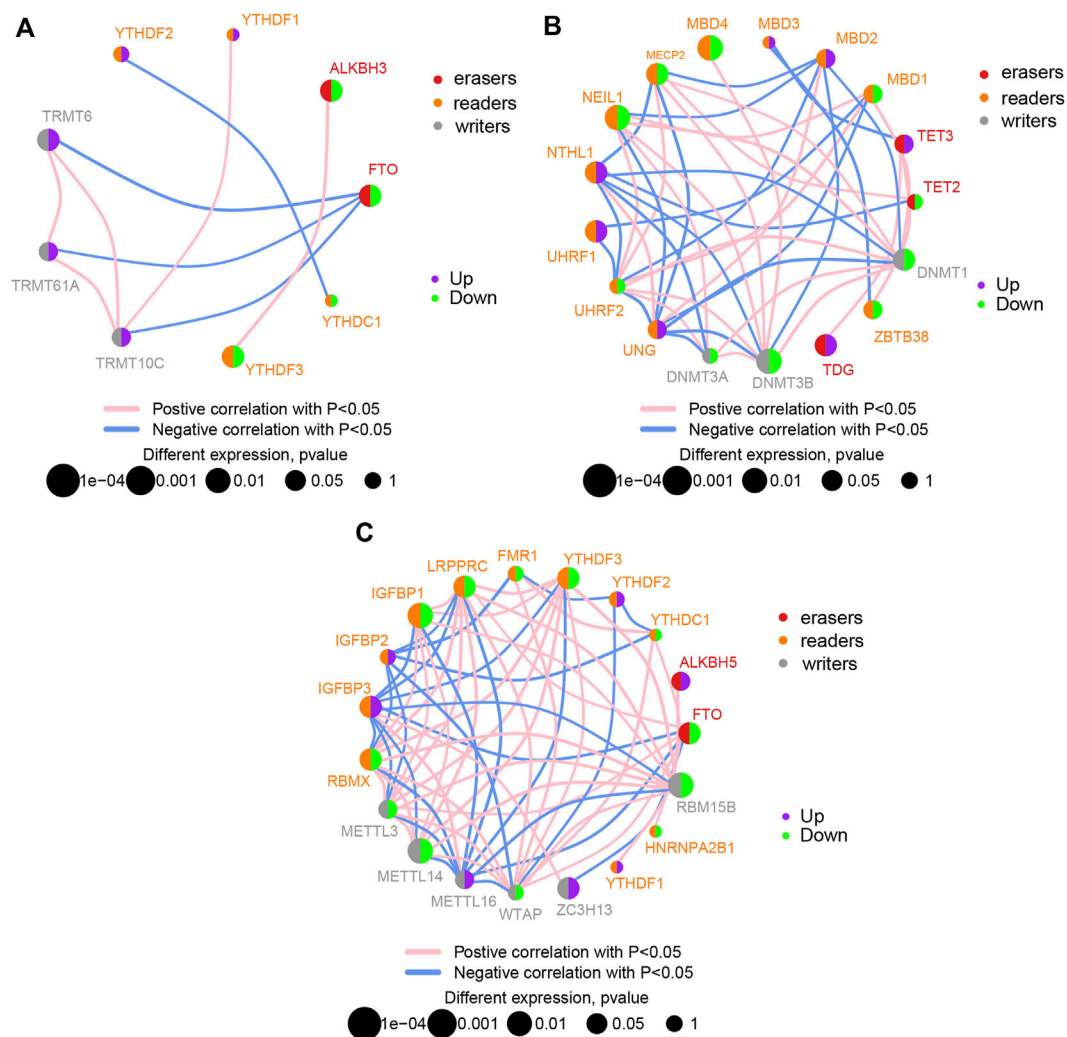 A
YTHDF2
YTHDF1
ALKBH3
TRMT6
FTO
TRMT61A
TRMT10C
YTHDF3
YTHDC1
erasers
readers
writers
Up
Down
Postive correlation with P<0.05
Negative correlation with P<0.05
Different expression, pvalue
1e−04 0.001 0.01 0.05 1
B
MBD4
MBD3
MBD2
MECP2
MBD1
NEIL1
TET3
NTHL1
TET2
UHRF1
DNMT1
UHRF2
ZBTB38
UNG
TDG
DNMT3A
DNMT3B
erasers
readers
writers
Up
Down
Postive correlation with P<0.05
Negative correlation with P<0.05
Different expression, pvalue
1e−04 0.001 0.01 0.05 1
C
FMR1
YTHDF3
LRPPRC
YTHDF2
IGFBP1
YTHDC1
IGFBP2
ALKBH5
IGFBP3
FTO
RBMX
RBM15B
METTL3
HNRNPA2B1
METTL14
YTHDF1
METTL16
WTAP
ZC3H13
erasers
readers
writers
Up
Down
Postive correlation with P<0.05
Negative correlation with P<0.05
Different expression, pvalue
1e−04 0.001 0.01 0.05 1